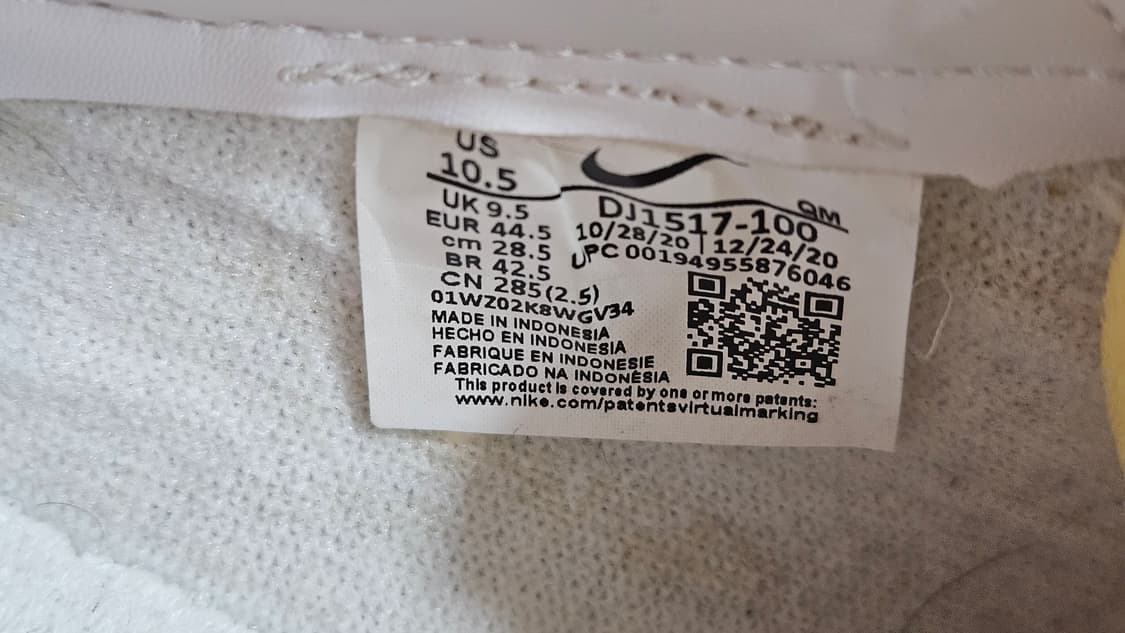 US
10.5
UK 9.5
EUR 44.5
cm 28.5
BR 42.5
CN 285(2.5)
QM
DJ1517-100
10/28/20 | 12/24/20
UPC 00194955876046
01WZ02K8WGV34
MADE IN INDONESIA
HECHO EN INDONESIA
FABRIQUE EN INDONESIE
FABRICADO NA INDONÉSIA
This product is covered by one or more patents:
www.nike.com/patentsvirtualmarking